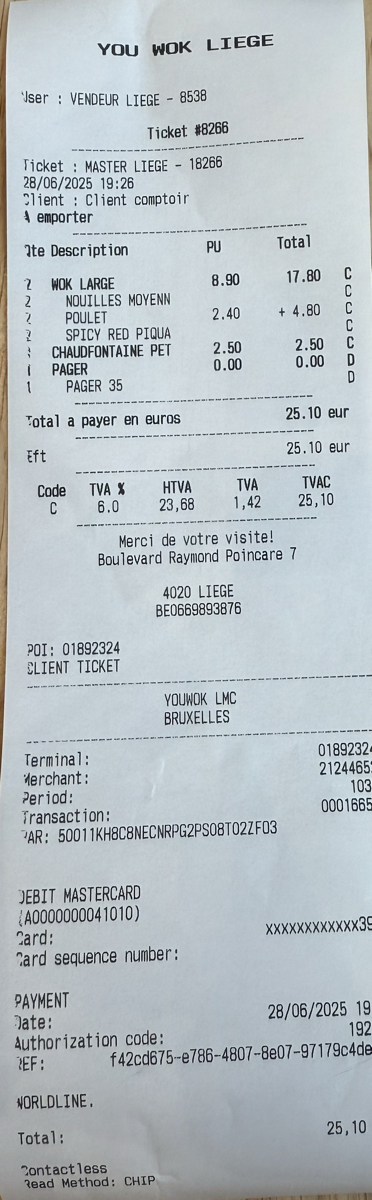 YOU WOK LIEGE
User : VENDEUR LIEGE - 8538
Ticket #8266
Ticket : MASTER LIEGE - 18266
28/06/2025 19:26
Client : Client comptoir
A emporter
Qte Description PU Total
2 WOK LARGE 8.90 17.80 C
2 NOUILLES MOYENN C
2 POULET 2.40 + 4.80 C
2 SPICY RED PIQUA C
1 CHAUDFONTAINE PET 2.50 2.50 C
1 PAGER 0.00 0.00 D
1 PAGER 35 D
Total a payer en euros 25.10 eur
Eft 25.10 eur
Code TVA % HTVA TVA TVAC
C 6.0 23,68 1,42 25,10
Merci de votre visite!
Boulevard Raymond Poincare 7
4020 LIEGE
BE0669893876
POI: 01892324
CLIENT TICKET
YOUWOK LMC
BRUXELLES
Terminal: 01892324
Merchant: 2124465
Period: 103
Transaction: 0001665
PAR: 50011KH8C8NECNRPG2PS08T02ZF03
DEBIT MASTERCARD
(A0000000041010)
Card: XXXXXXXXXXXX39
Card sequence number:
PAYMENT
Date: 28/06/2025 19
Authorization code: 192
REF: f42cd675-e786-4807-8e07-97179c4de
WORLDLINE.
Total: 25,10
Contactless
Read Method: CHIP